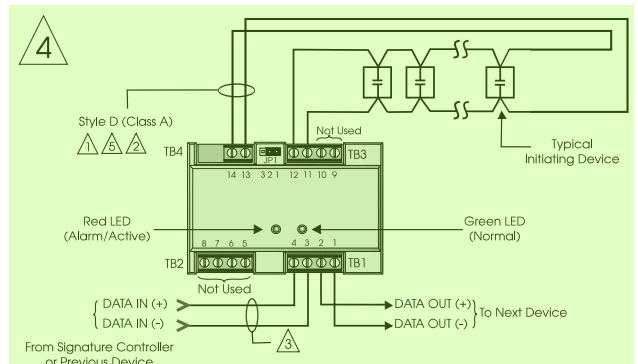 4
Style D (Class A)
1 5 2
Not Used
TB4
JP1
TB3
14 13 3 2 1 12 11 10 9
Typical
Initiating Device
Red LED
(Alarm/Active)
Green LED
(Normal)
8 7 6 5 4 3 2 1
TB2
TB1
Not Used
DATA IN (+)
DATA IN (-)
3
DATA OUT (+)
DATA OUT (-)
To Next Device
From Signature Controller
or Previous Device